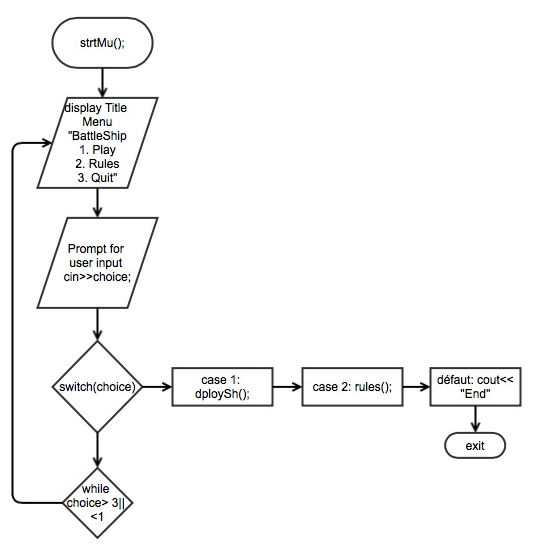 strtMu();
display Title
Menu
"BattleShip
1. Play
2. Rules
3. Quit"
Prompt for
user input
cin>>choice;
switch(choice)
case 1:
dploySh();
case 2: rules();
défaut: cout<<
"End"
exit
while
choice> 3||
<1